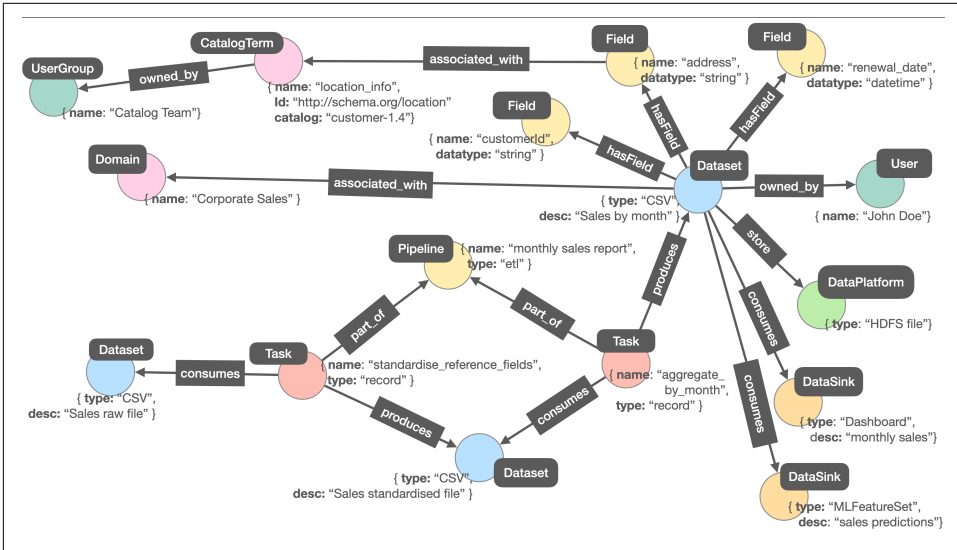 CatalogTerm
UserGroup
owned_by
associated_with
Field
Field
{ name: "Catalog Team"}
{ name: "location_info",
Id: "http://schema.org/location"
catalog: "customer-1.4"}
{ name: "address",
datatype: "string" }
{ name: "renewal_date",
datatype: "datetime" }
Field
{ name: "customerId",
datatype: "string" }
hasField
hasField
hasField
Domain
{ name: "Corporate Sales" }
associated_with
Dataset
{ type: "CSV",
desc: "Sales by month" }
owned_by
User
{ name: "John Doe"}
Pipeline
{ name: "monthly sales report",
type: "etl" }
produces
store
DataPlatform
{ type: "HDFS file"}
part_of
part_of
consumes
consumes
Dataset
{ type: "CSV",
desc: "Sales raw file" }
consumes
Task
{ name: "standardise_reference_fields",
type: "record" }
Task
{ name: "aggregate_
by_month",
type: "record" }
DataSink
{ type: "Dashboard",
desc: "monthly sales"}
produces
consumes
{ type: "CSV",
desc: "Sales standardised file" }
Dataset
DataSink
{ type: "MLFeatureSet",
desc: "sales predictions"}